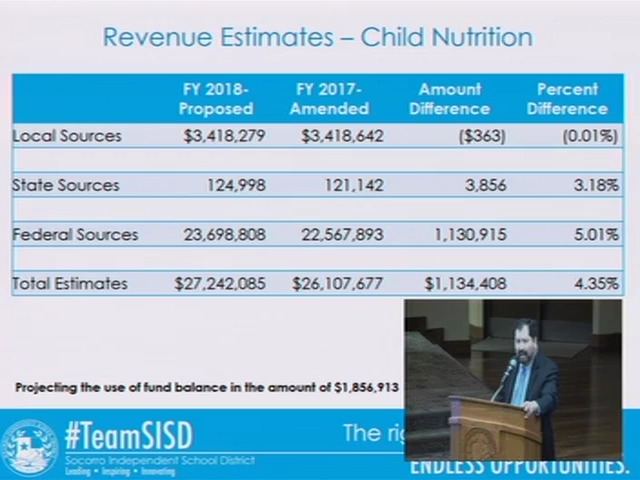 Revenue Estimates – Child Nutrition
FY 2018- FY 2017- Amount Percent
Proposed Amended Difference Difference
Local Sources $3,418,279 $3,418,642 ($363) (0.01%)
State Sources 124,998 121,142 3,856 3.18%
Federal Sources 23,698,808 22,567,893 1,130,915 5.01%
Total Estimates $27,242,085 $26,107,677 $1,134,408 4.35%
Projecting the use of fund balance in the amount of $1,856,913
#TeamSISD
The
Socorro Independent School District
Leading • Inspiring • Innovating
ENDLESS OPPORTUNITIES.